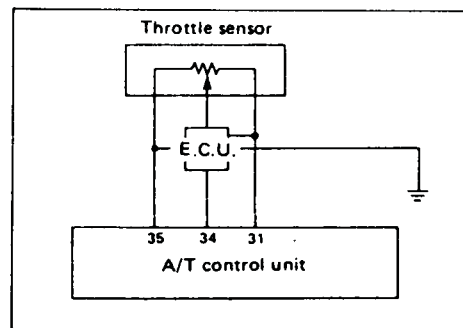 Throttle sensor
E.C.U.
35 34 31
A/T control unit